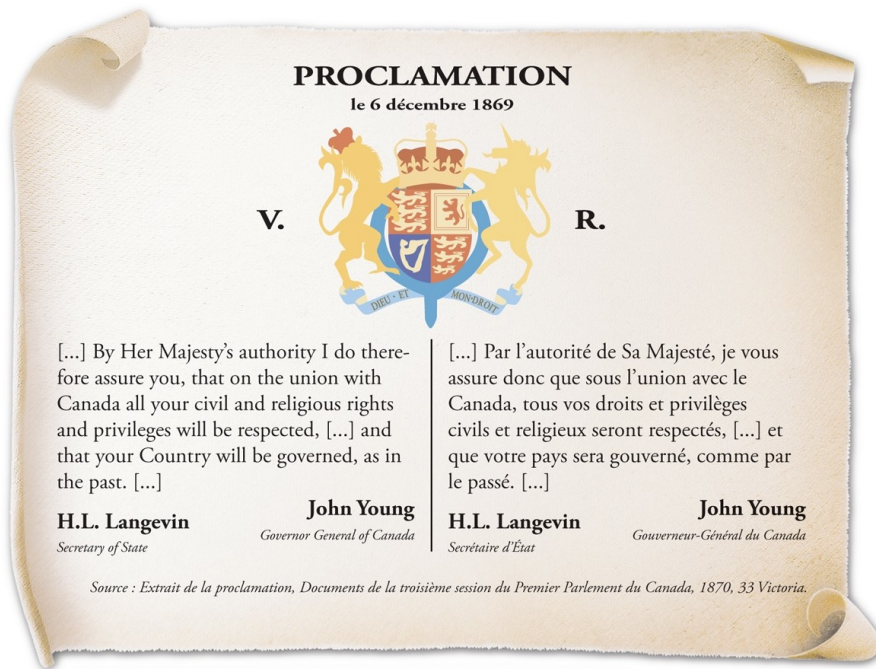 PROCLAMATION
le 6 décembre 1869
V.
R.
DIEU · ET
MON·DROIT
[...] By Her Majesty’s authority I do there-
fore assure you, that on the union with
Canada all your civil and religious rights
and privileges will be respected, [...] and
that your Country will be governed, as in
the past. [...]
H.L. Langevin
Secretary of State
John Young
Governor General of Canada
[...] Par l’autorité de Sa Majesté, je vous
assure donc que sous l’union avec le
Canada, tous vos droits et privilèges
civils et religieux seront respectés, [...] et
que votre pays sera gouverné, comme par
le passé. [...]
H.L. Langevin
Secrétaire d’État
John Young
Gouverneur-Général du Canada
Source : Extrait de la proclamation, Documents de la troisième session du Premier Parlement du Canada, 1870, 33 Victoria.